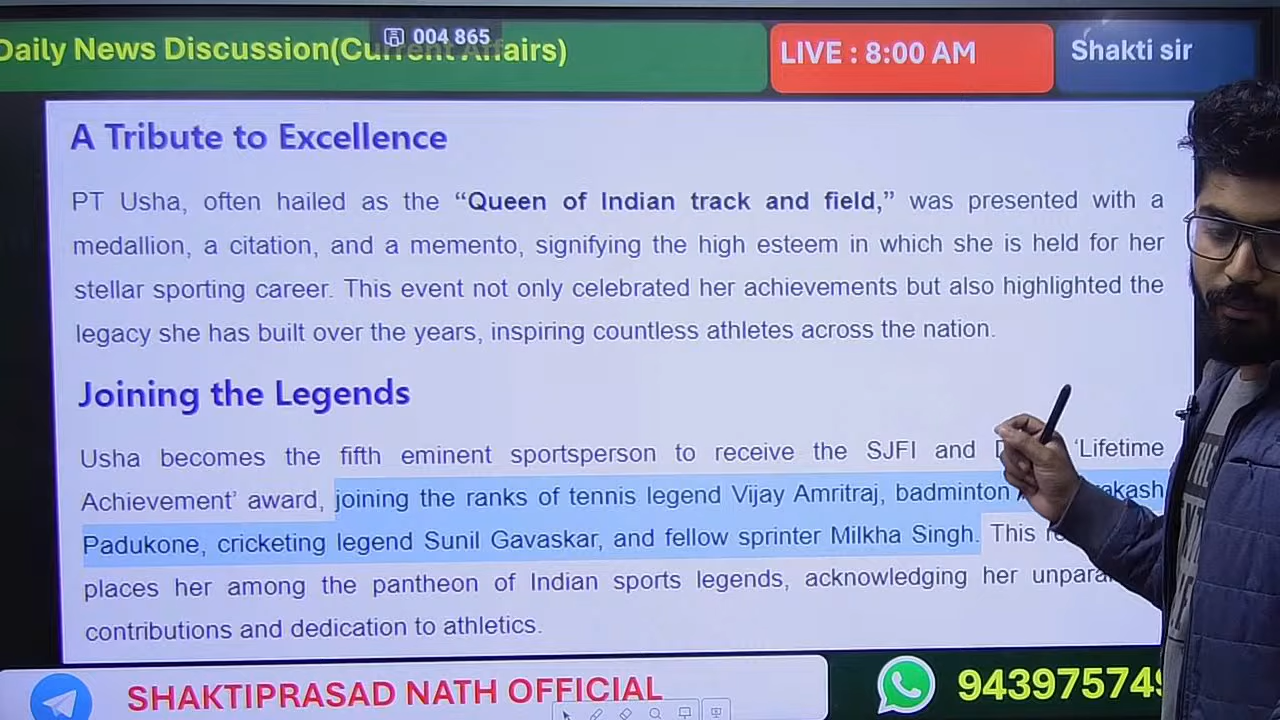 Daily News Discussion(Current Affairs)
004 865
LIVE : 8:00 AM
Shakti sir
A Tribute to Excellence
PT Usha, often hailed as the “Queen of Indian track and field,” was presented with a
medallion, a citation, and a memento, signifying the high esteem in which she is held for her
stellar sporting career. This event not only celebrated her achievements but also highlighted the
legacy she has built over the years, inspiring countless athletes across the nation.
Joining the Legends
Usha becomes the fifth eminent sportsperson to receive the SJFI and ‘Lifetime
Achievement’ award, joining the ranks of tennis legend Vijay Amritraj, badminton
Padukone, cricketing legend Sunil Gavaskar, and fellow sprinter Milkha Singh. This
places her among the pantheon of Indian sports legends, acknowledging her
contributions and dedication to athletics.
SHAKTIPRASAD NATH OFFICIAL
943975749
THE